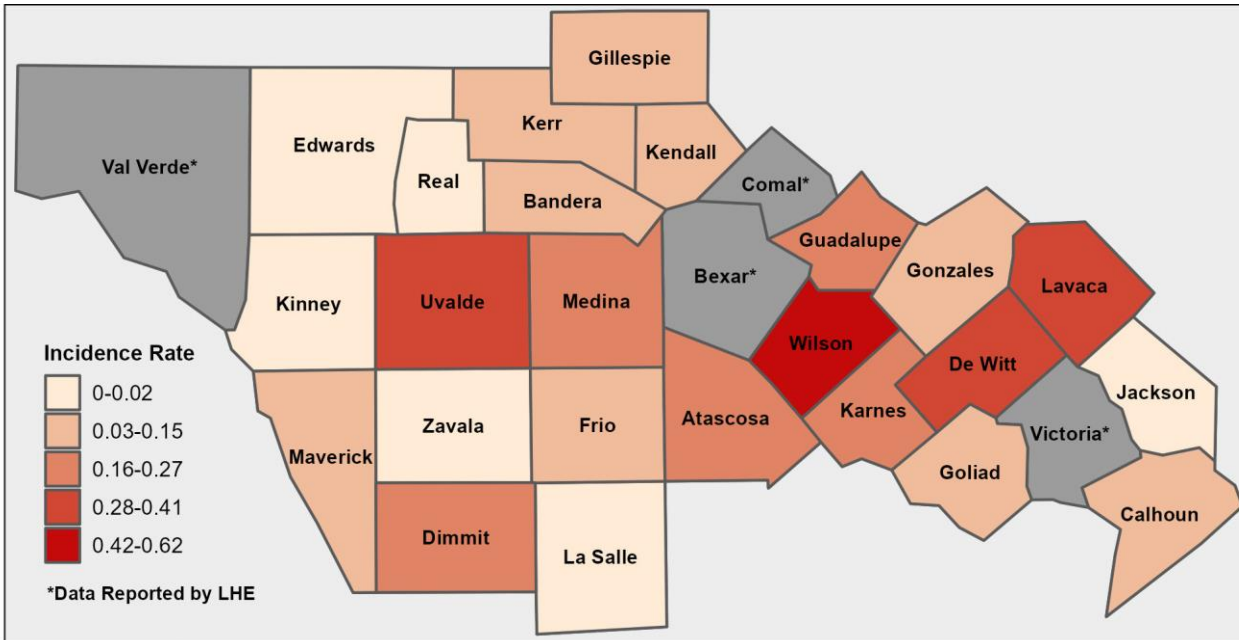 Gillespie
Kerr
Edwards
Kendall
Val Verde*
Real
Comal*
Bandera
Guadalupe
Gonzales
Bexar*
Lavaca
Kinney
Uvalde
Medina
Wilson
De Witt
Jackson
Karnes
Atascosa
Zavala
Frio
Victoria*
Maverick
Goliad
Calhoun
Dimmit
La Salle
Incidence Rate
0-0.02
0.03-0.15
0.16-0.27
0.28-0.41
0.42-0.62
*Data Reported by LHE